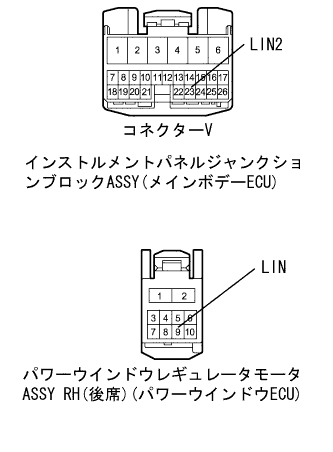 LIN2
1 2 3 4 5 6
7 8 9 10 11 12 13 14 15 16 17
18 19 20 21 22 23 24 25 26
コネクターV
インストルメントパネルジャンクショ
ンブロックASSY(メインボデーECU)
LIN
1 2
3 4 5 6
7 8 9 10
パワーウインドウレギュレータモータ
ASSY RH(後席)(パワーウインドウECU)